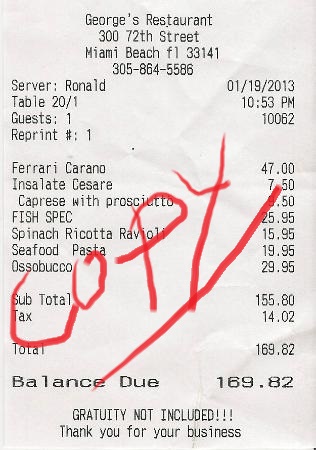 George's Restaurant
300 72th Street
Miami Beach fl 33141
305-864-5586
Server: Ronald 01/19/2013
Table 20/1 10:53 PM
Guests: 1 10062
Reprint #: 1
Ferrari Carano 47.00
Insalate Cesare 7.50
Caprese with prosciutto 9.50
FISH SPEC 25.95
Spinach Ricotta Ravioli 15.95
Seafood Pasta 19.95
Ossobucco 29.95
Sub Total 155.80
Tax 14.02
Total 169.82
Balance Due 169.82
GRATUITY NOT INCLUDED!!!
Thank you for your business
COPY